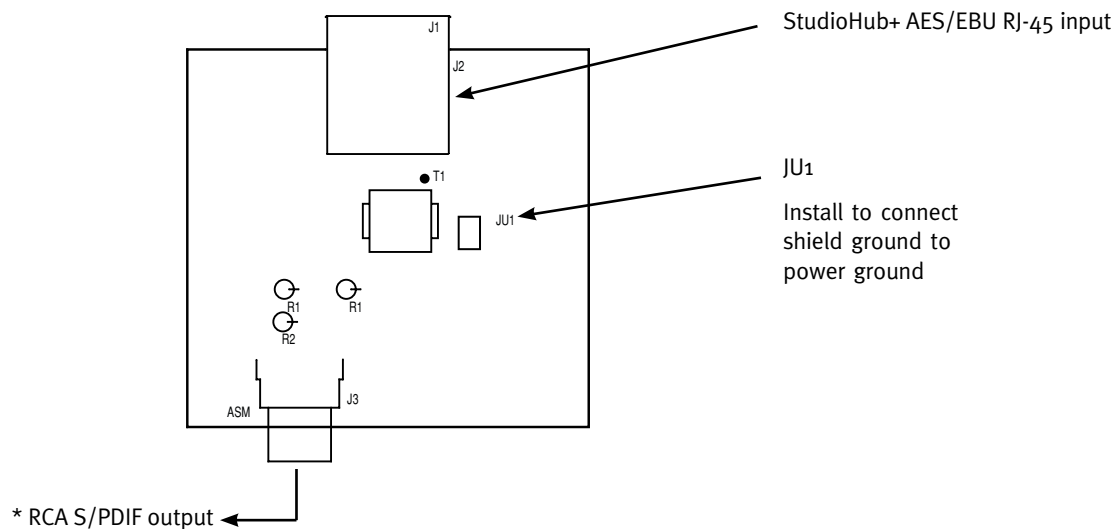 StudioHub+ AES/EBU RJ-45 input
J1
J2
T1
JU1
JU1
Install to connect
shield ground to
power ground
R1
R1
R2
J3
ASM
* RCA S/PDIF output